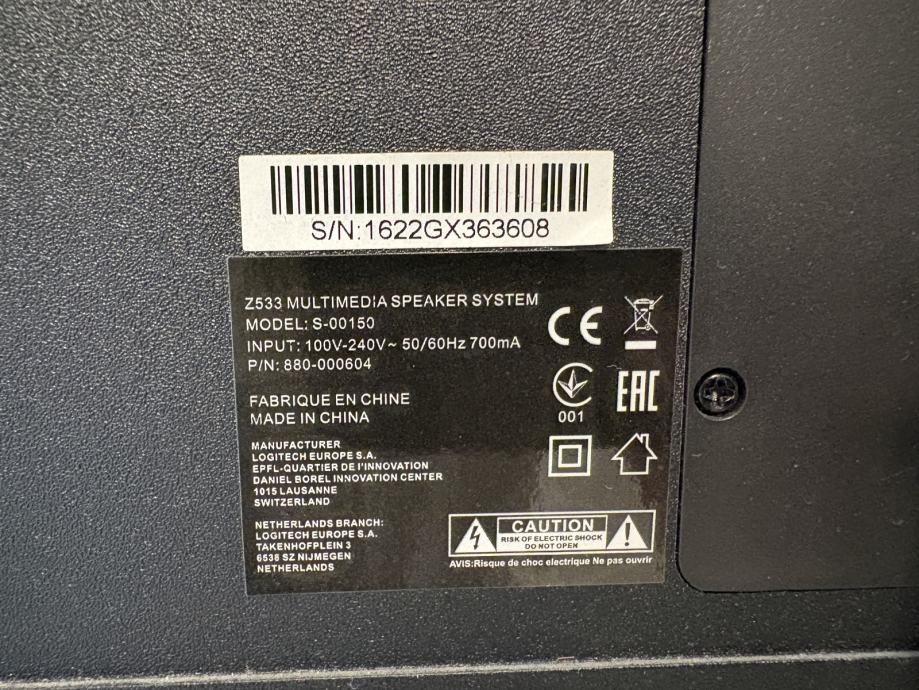 S/N:1622GX363608
Z533 MULTIMEDIA SPEAKER SYSTEM
MODEL: S-00150
INPUT: 100V-240V~ 50/60Hz 700mA
P/N: 880-000604
FABRIQUE EN CHINE
MADE IN CHINA
MANUFACTURER
LOGITECH EUROPE S.A.
EPFL-QUARTIER DE L'INNOVATION
DANIEL BOREL INNOVATION CENTER
1015 LAUSANNE
SWITZERLAND
NETHERLANDS BRANCH:
LOGITECH EUROPE S.A.
TAKENHOFPLEIN 3
6538 SZ NIJMEGEN
NETHERLANDS
CE
001
EAC
CAUTION
RISK OF ELECTRIC SHOCK
DO NOT OPEN
AVIS:Risque de choc electrique Ne pas ouvrir